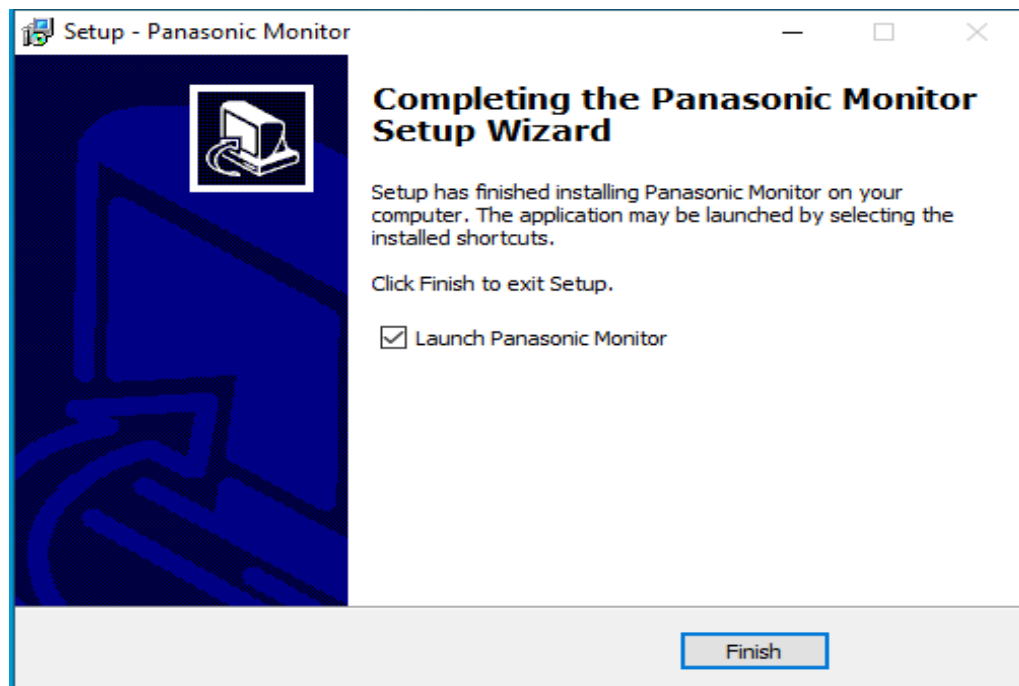 Setup - Panasonic Monitor
Completing the Panasonic Monitor
Setup Wizard
Setup has finished installing Panasonic Monitor on your
computer. The application may be launched by selecting the
installed shortcuts.
Click Finish to exit Setup.
Launch Panasonic Monitor
Finish